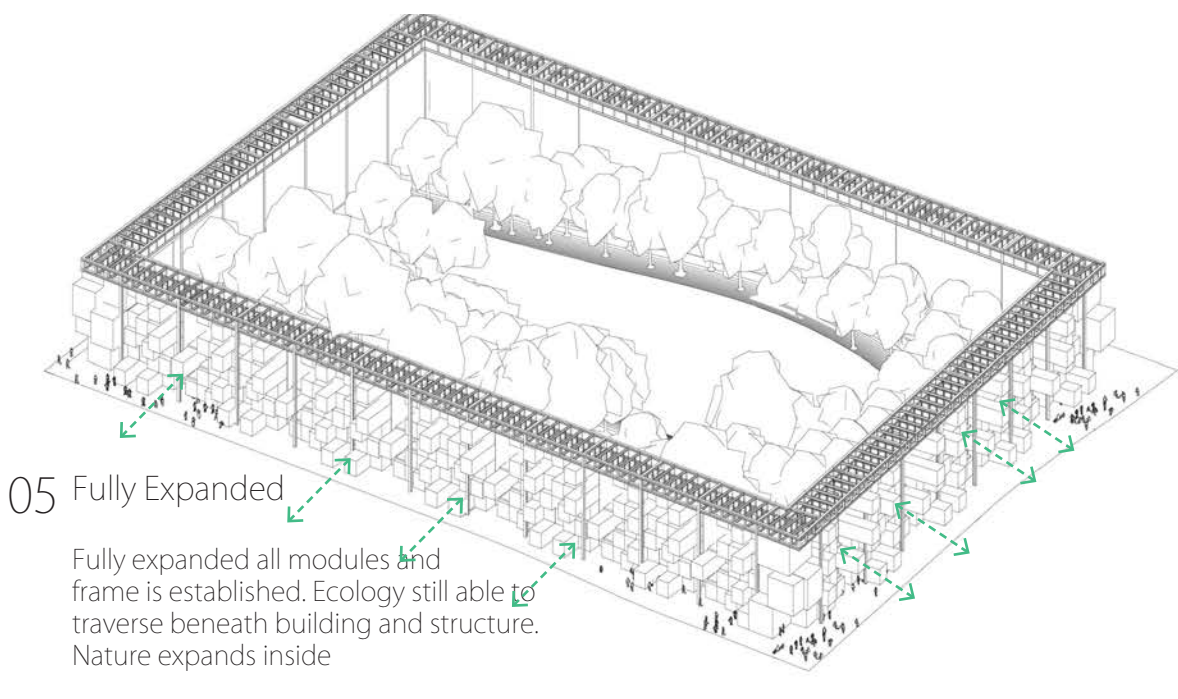 05 Fully Expanded
Fully expanded all modules and
frame is established. Ecology still able to
traverse beneath building and structure.
Nature expands inside